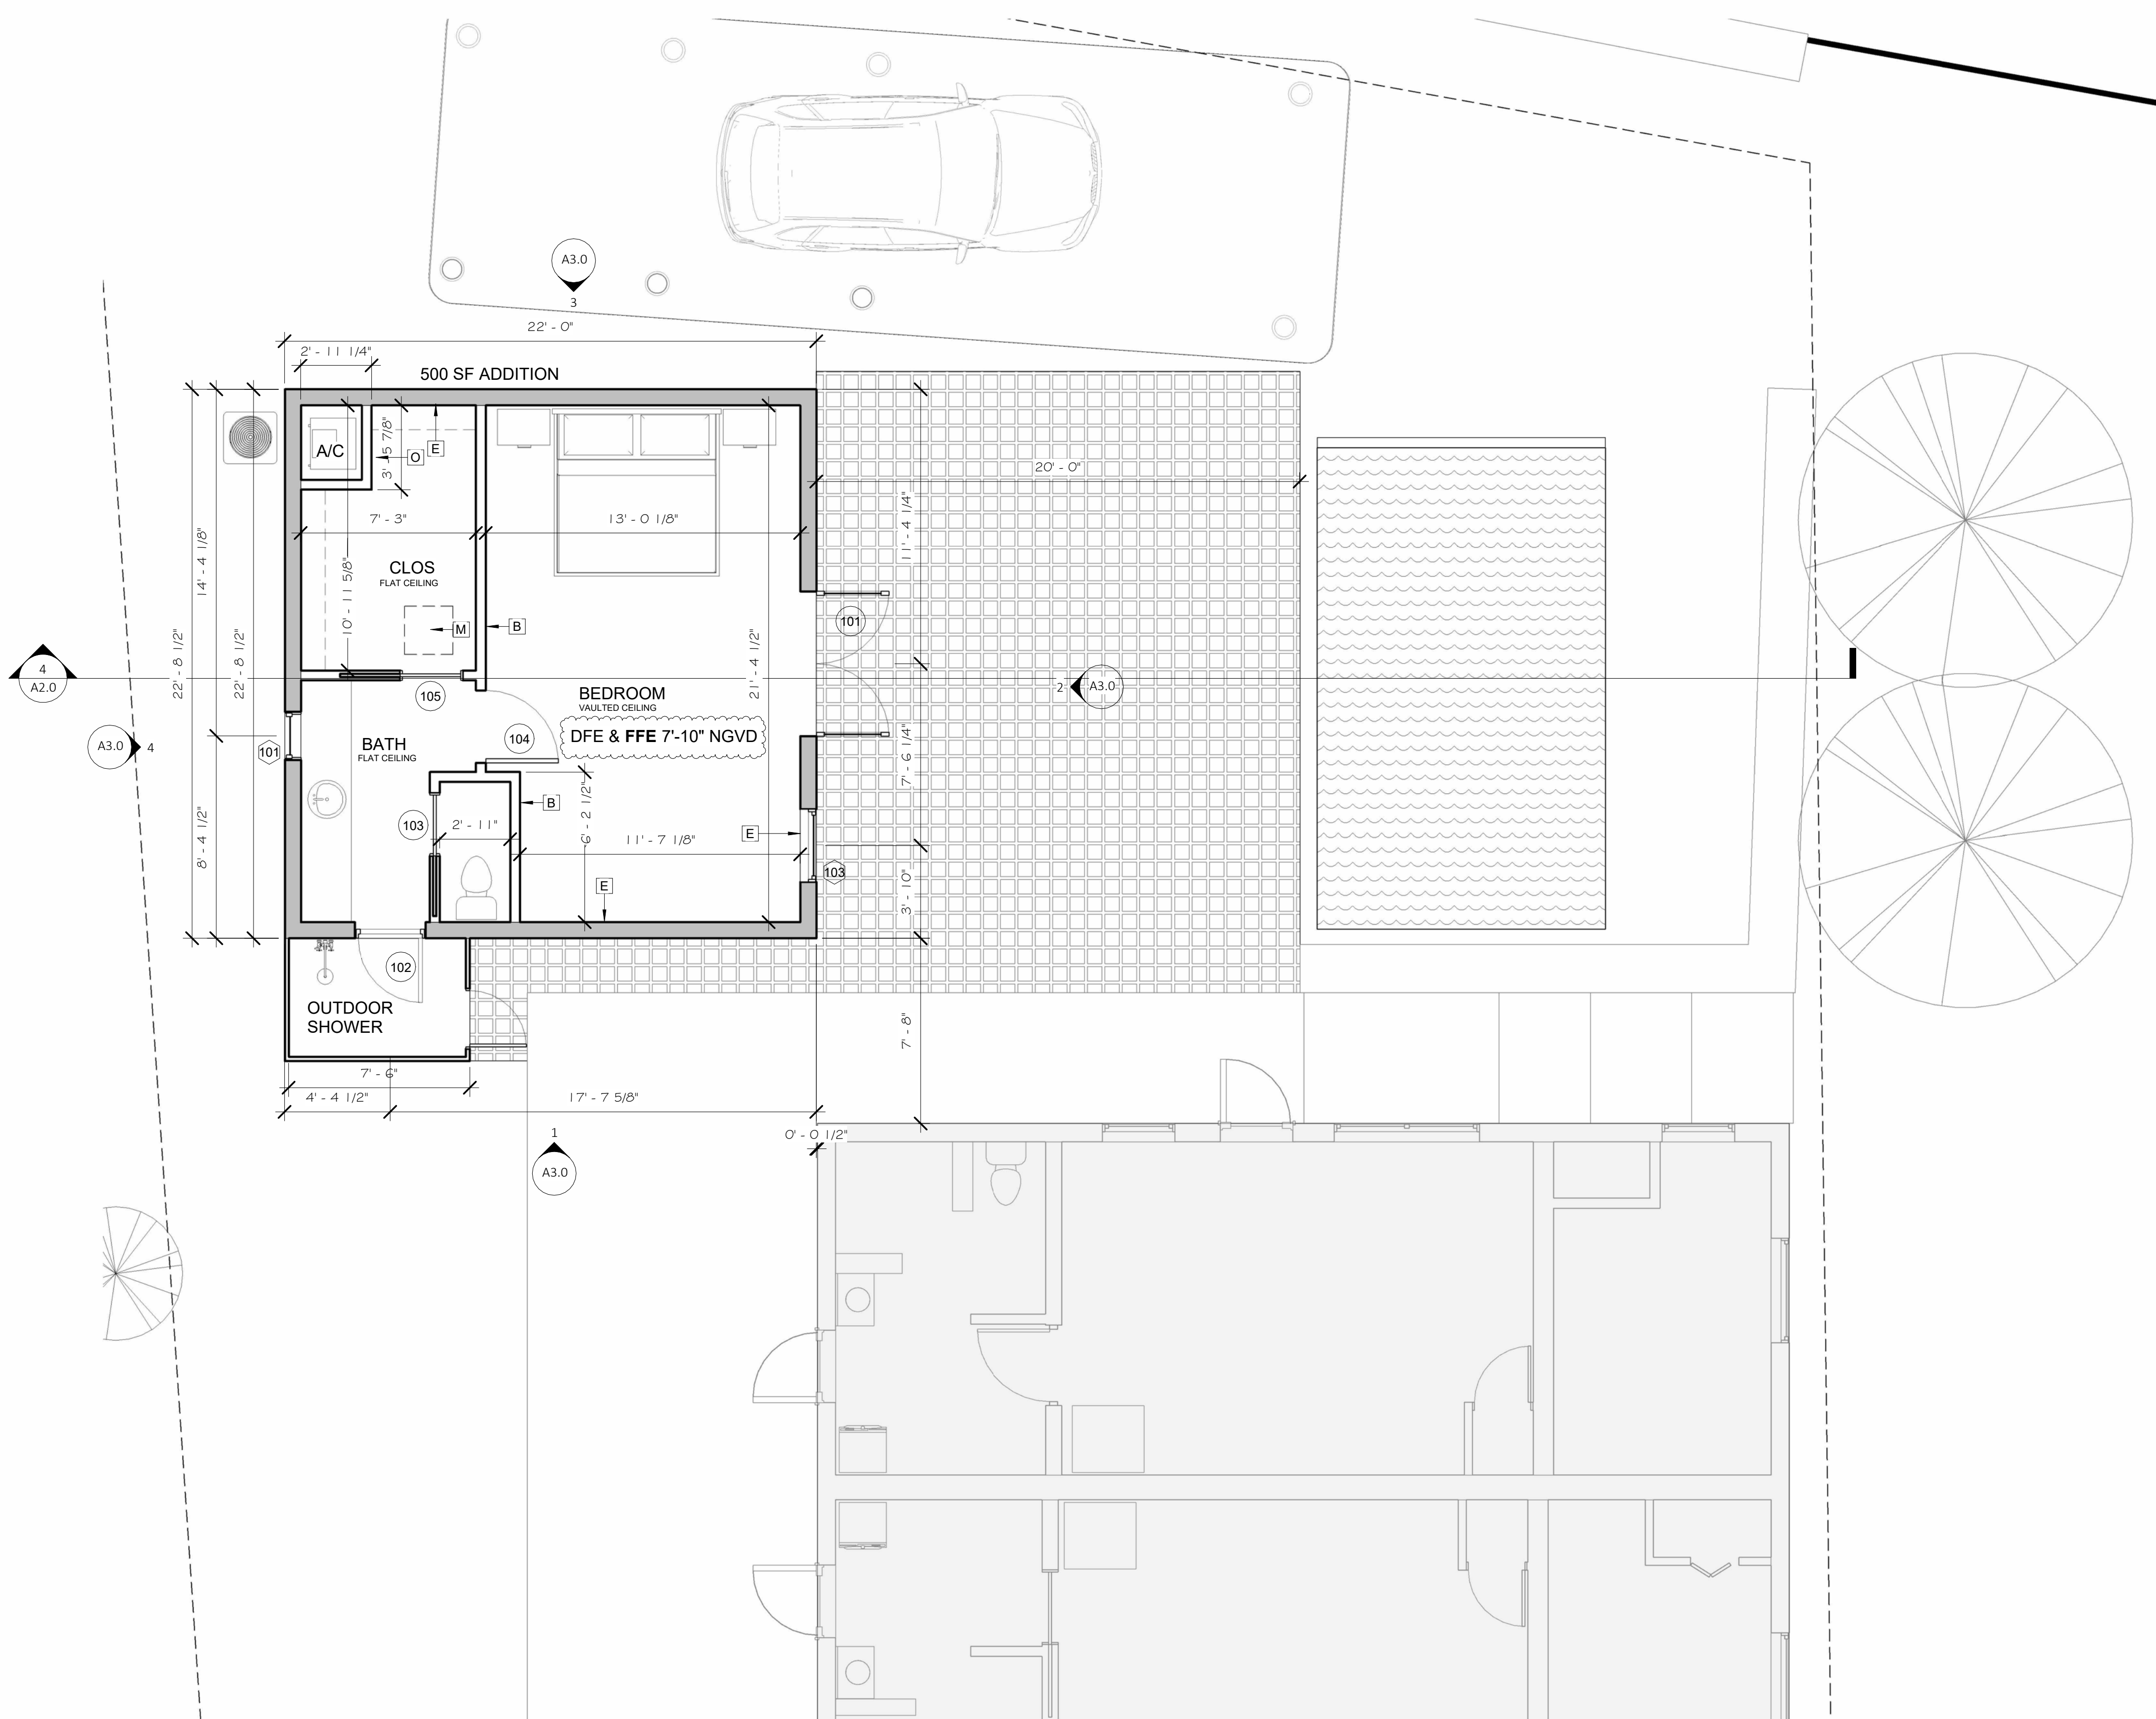 A3.0
3
22' - 0"
2' - 11 1/4"
500 SF ADDITION
A/C
O
E
3' - 5 7/8"
20' - 0"
7' - 3"
13' - 0 1/8"
11' - 4 1/4"
14' - 4 1/8"
CLOS
FLAT CEILING
10' - 11 5/8"
M
B
101
22' - 8 1/2"
22' - 8 1/2"
21' - 4 1/2"
4
A2.0
105
BEDROOM
VAULTED CEILING
2
A3.0
DFE & FFE 7'-10" NGVD
104
A3.0
4
101
BATH
FLAT CEILING
7' - 6 1/4"
B
103
2' - 11"
6' - 2 1/2"
11' - 7 1/8"
E
8' - 4 1/2"
103
E
3' - 10"
102
OUTDOOR
SHOWER
7' - 8"
7' - 6"
4' - 4 1/2"
17' - 7 5/8"
1
A3.0
0' - 0 1/2"